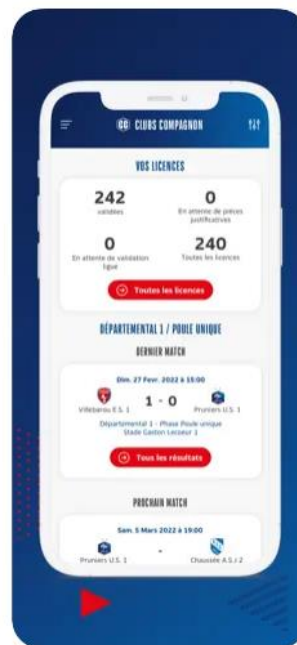 CC CLUBS COMPAGNON
VOS LICENCES
242
validées
0
En attente de pièces
justificatives
0
En attente de validation
ligue
240
Toutes les licences
Toutes les licences
DÉPARTEMENTAL 1 / POULE UNIQUE
DERNIER MATCH
Dim. 27 Fevr. 2022 à 15:00
Villebarou E.S. 1
1 - 0
Pruniers U.S. 1
Départemental 1 - Phase Poule unique
Stade Gaston Lecoeur 1
Tous les résultats
PROCHAIN MATCH
Sam. 5 Mars 2022 à 19:00
Pruniers U.S. 1
-
Chaussée A.S.J 2